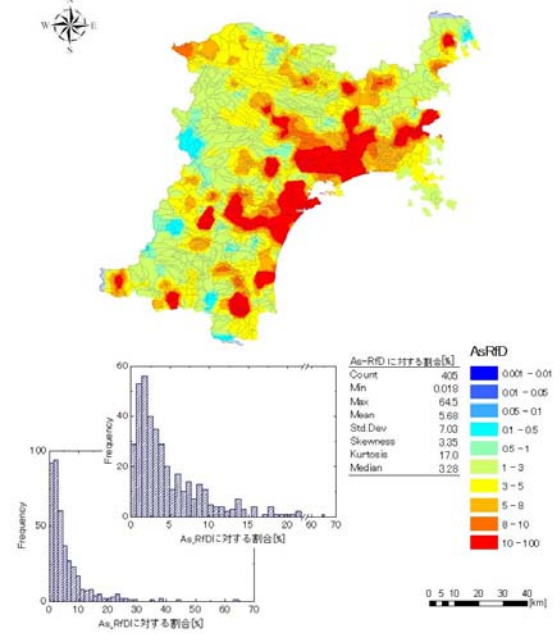 N
W E
S
As-RfDに対する割合[%]
Count 405
Min 0.018
Max 64.5
Mean 5.68
Std.Dev 7.03
Skewness 3.35
Kurtosis 17.0
Median 3.28
AsRfD
0.001 - 0.01
0.01 - 0.05
0.05 - 0.1
0.1 - 0.5
0.5 - 1
1 - 3
3 - 5
5 - 8
8 - 10
10 - 100
60
40
20
0
Frequency
0 5 10 15 20 60 70
As_RfDに対する割合[%]
100
50
0
Frequency
0 10 20 30 40 50 60 70
As_RfDに対する割合[%]
0 5 10 20 30 40
[km]